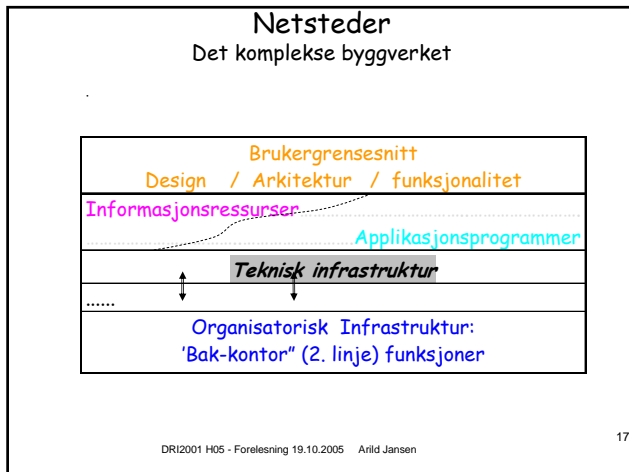 Netsteder
Det komplekse byggverket
.
Brukergrensesnitt
Design / Arkitektur / funksjonalitet
Informasjonsressurser
Applikasjonsprogrammer
Teknisk infrastruktur
......
Organisatorisk Infrastruktur:
'Bak-kontor" (2. linje) funksjoner
17
DRI2001 H05 - Forelesning 19.10.2005 Arild Jansen